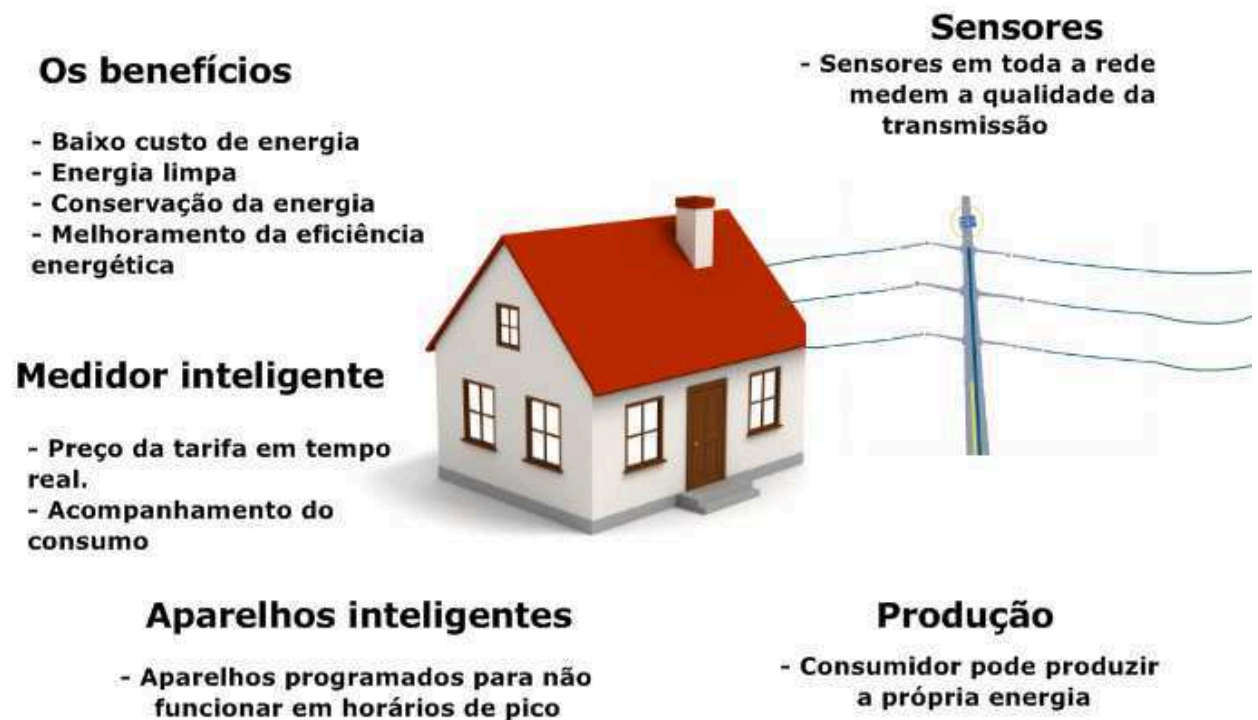 Os benefícios
- Baixo custo de energia
- Energia limpa
- Conservação da energia
- Melhoramento da eficiência
energética
Sensores
- Sensores em toda a rede
medem a qualidade da
transmissão
Medidor inteligente
- Preço da tarifa em tempo
real.
- Acompanhamento do
consumo
Aparelhos inteligentes
- Aparelhos programados para não
funcionar em horários de pico
Produção
- Consumidor pode produzir
a própria energia